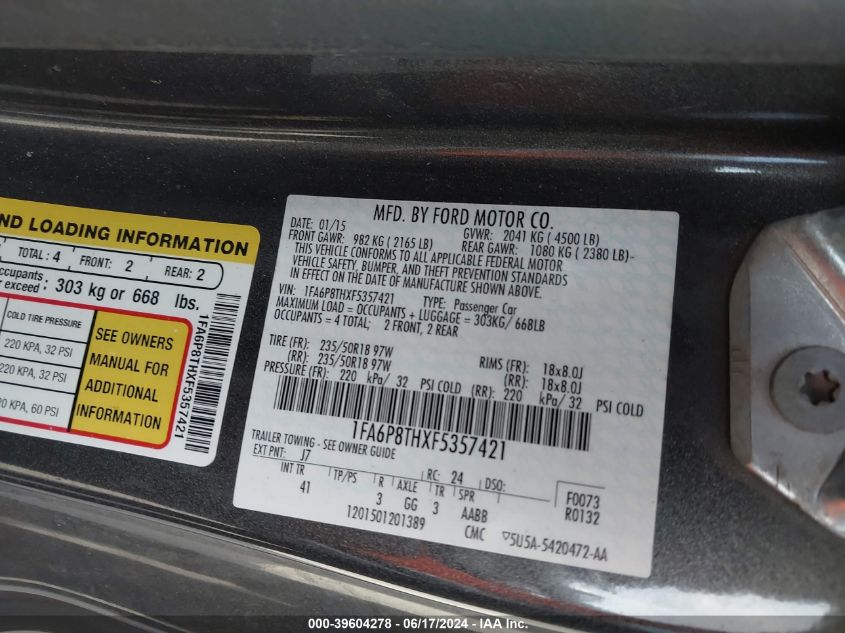 ND LOADING INFORMATION
TOTAL: 4 FRONT: 2 REAR: 2
occupants
exceed : 303 kg or 668 lbs.
COLD TIRE PRESSURE
220 KPA, 32 PSI
220 KPA, 32 PSI
0 KPA, 60 PSI
SEE OWNERS
MANUAL FOR
ADDITIONAL
INFORMATION
1FA6P8THXF5357421
MFD. BY FORD MOTOR CO.
DATE: 01/15 GVWR: 2041 KG ( 4500 LB)
FRONT GAWR: 982 KG ( 2165 LB) REAR GAWR: 1080 KG ( 2380 LB)-
THIS VEHICLE CONFORMS TO ALL APPLICABLE FEDERAL MOTOR
VEHICLE SAFETY, BUMPER, AND THEFT PREVENTION STANDARDS
IN EFFECT ON THE DATE OF MANUFACTURE SHOWN ABOVE.
VIN: 1FA6P8THXF5357421 TYPE: Passenger Car
MAXIMUM LOAD = OCCUPANTS + LUGGAGE = 303KG/ 668LB
OCCUPANTS = 4 TOTAL; 2 FRONT, 2 REAR
TIRE (FR): 235/50R18 97W RIMS (FR): 18x8.0J
(RR): 235/50R18 97W (RR): 18x8.0J
PRESSURE (FR): 220 kPa/ 32 PSI COLD (RR): 220 kPa/ 32 PSI COLD
1FA6P8THXF5357421
TRAILER TOWING - SEE OWNER GUIDE
EXT PNT: J7 RC: 24 DSO:
INT TR TP/PS R AXLE TR SPR
41 3 GG 3 AABB
F0073
R0132
1201501201389 CMC ▽5U5A-5420472-AA
000-39604278 - 06/17/2024 - IAA Inc.